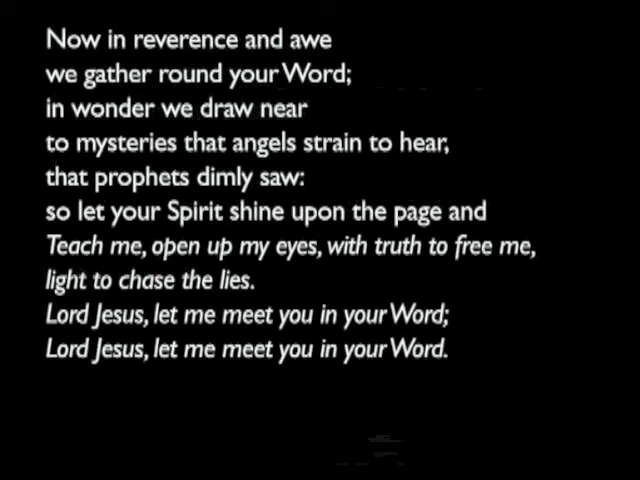 Now in reverence and awe
we gather round your Word;
in wonder we draw near
to mysteries that angels strain to hear,
that prophets dimly saw:
so let your Spirit shine upon the page and
Teach me, open up my eyes, with truth to free me,
light to chase the lies.
Lord Jesus, let me meet you in your Word;
Lord Jesus, let me meet you in your Word.